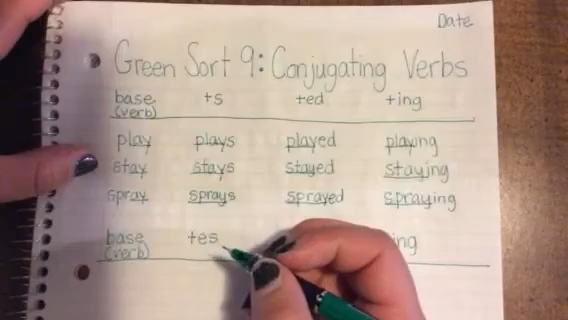 Date
Green Sort 9: Conjugating Verbs
base +s +ed +ing
(verb)
play plays played playing
stay stays stayed staying
spray sprays sprayed spraying
base +es ing
(verb)